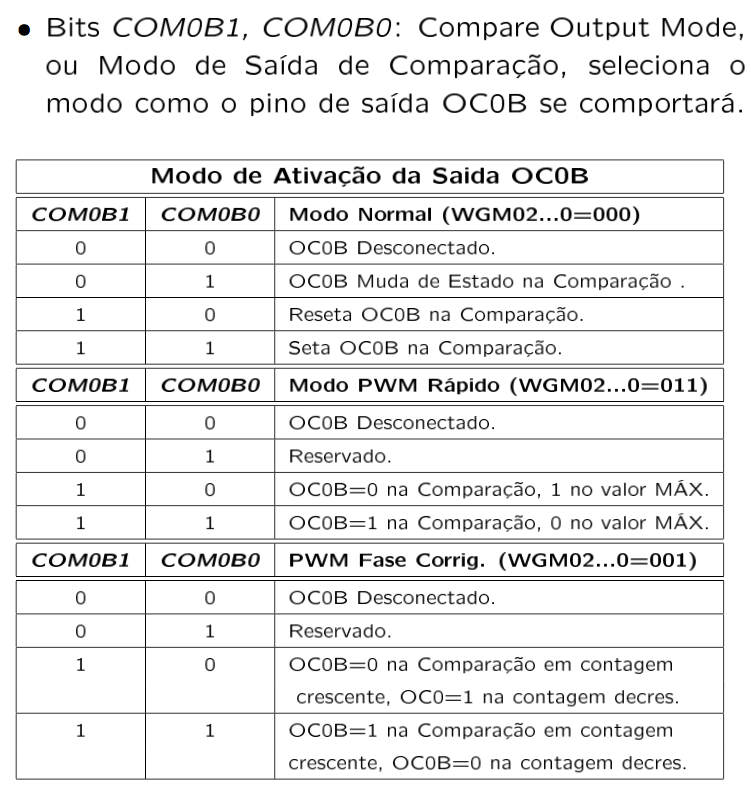 • Bits COM0B1, COM0B0: Compare Output Mode,
ou Modo de Saída de Comparação, seleciona o
modo como o pino de saída OC0B se comportará.
Modo de Ativação da Saida OC0B
COM0B1 COM0B0 Modo Normal (WGM02...0=000)
0 0 OC0B Desconectado.
0 1 OC0B Muda de Estado na Comparação .
1 0 Reseta OC0B na Comparação.
1 1 Seta OC0B na Comparação.
COM0B1 COM0B0 Modo PWM Rápido (WGM02...0=011)
0 0 OC0B Desconectado.
0 1 Reservado.
1 0 OC0B=0 na Comparação, 1 no valor MÁX.
1 1 OC0B=1 na Comparação, 0 no valor MÁX.
COM0B1 COM0B0 PWM Fase Corrig. (WGM02...0=001)
0 0 OC0B Desconectado.
0 1 Reservado.
1 0 OC0B=0 na Comparação em contagem
crescente, OC0=1 na contagem decres.
1 1 OC0B=1 na Comparação em contagem
crescente, OC0B=0 na contagem decres.